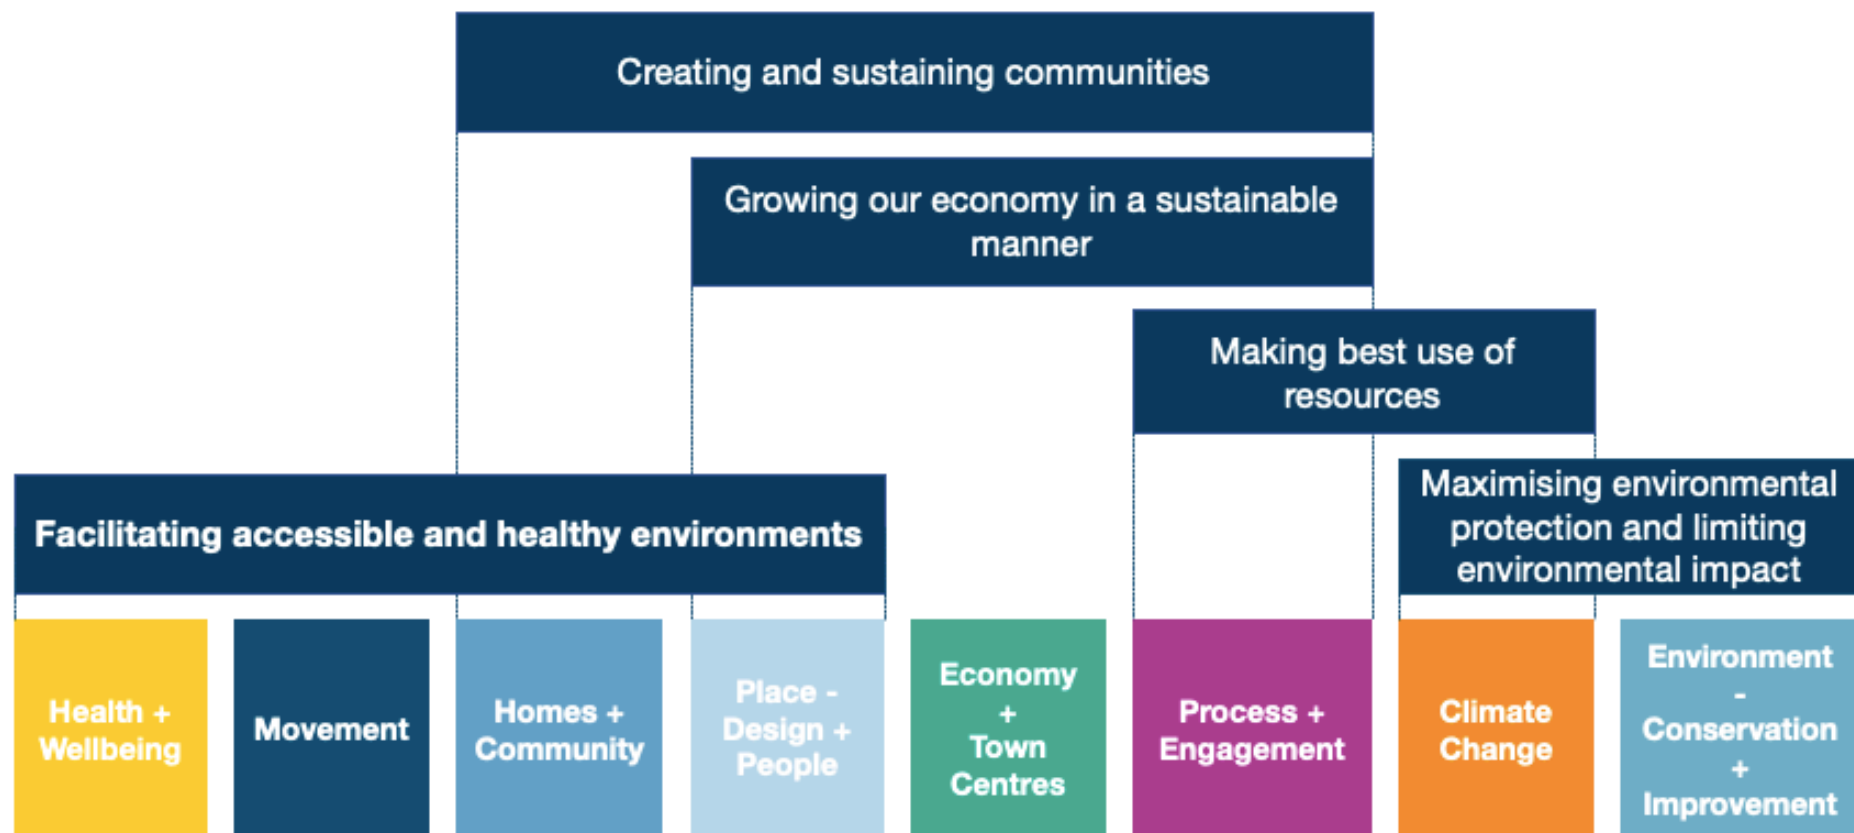 Creating and sustaining communities
Growing our economy in a sustainable
manner
Making best use of
resources
Facilitating accessible and healthy environments
Maximising environmental
protection and limiting
environmental impact
Health +
Wellbeing
Movement
Homes +
Community
Place -
Design +
People
Economy
+
Town
Centres
Process +
Engagement
Climate
Change
Environment
-
Conservation
+
Improvement